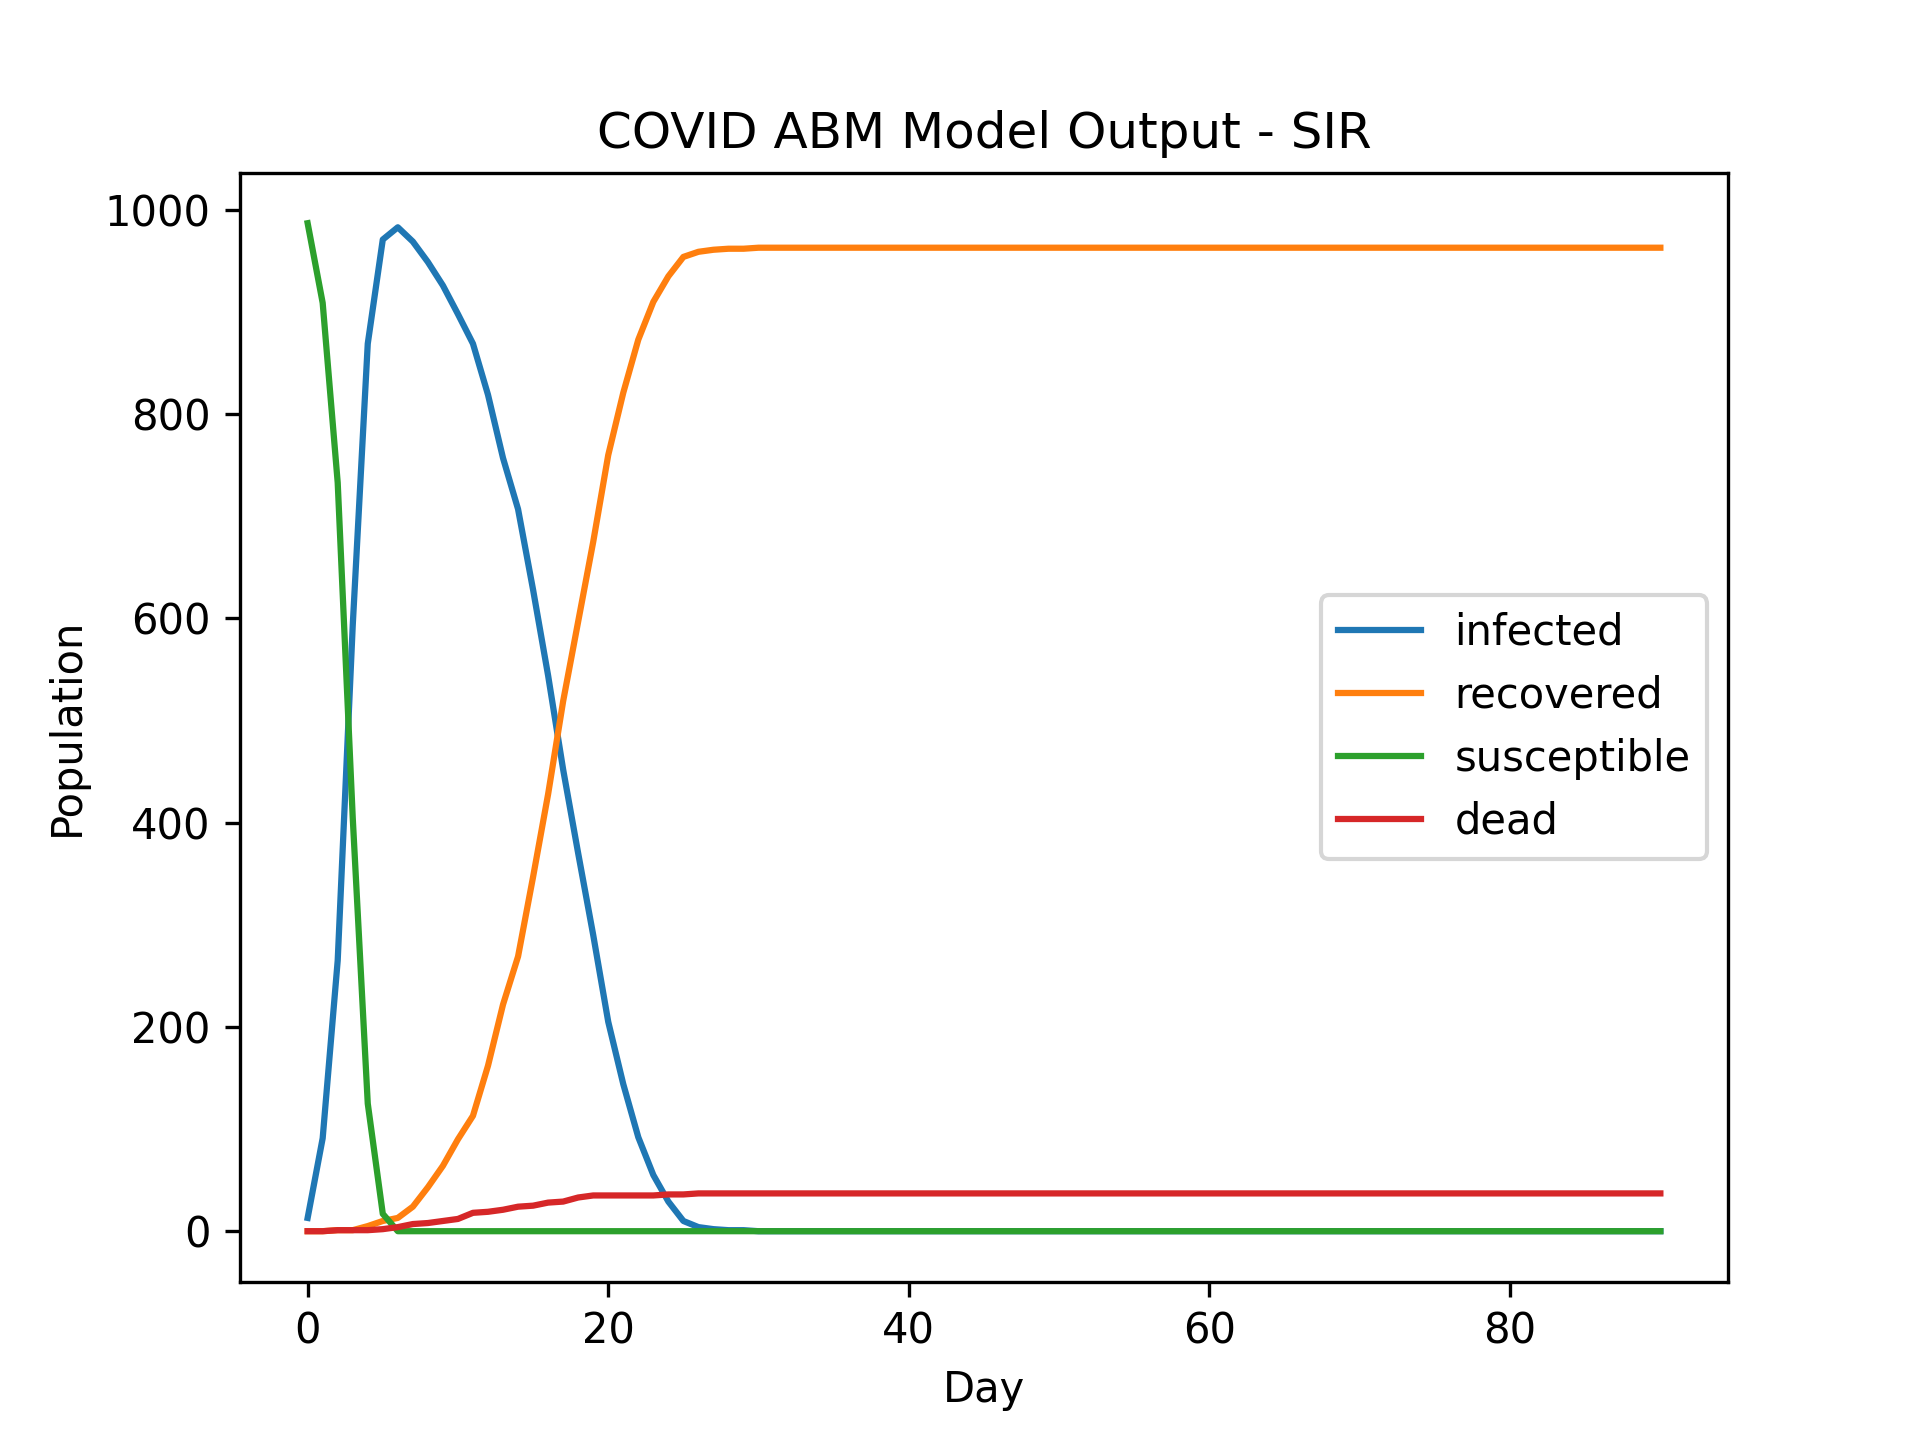 COVID ABM Model Output - SIR
1000
800
600
400
200
0
Population
infected
recovered
susceptible
dead
0 20 40 60 80
Day